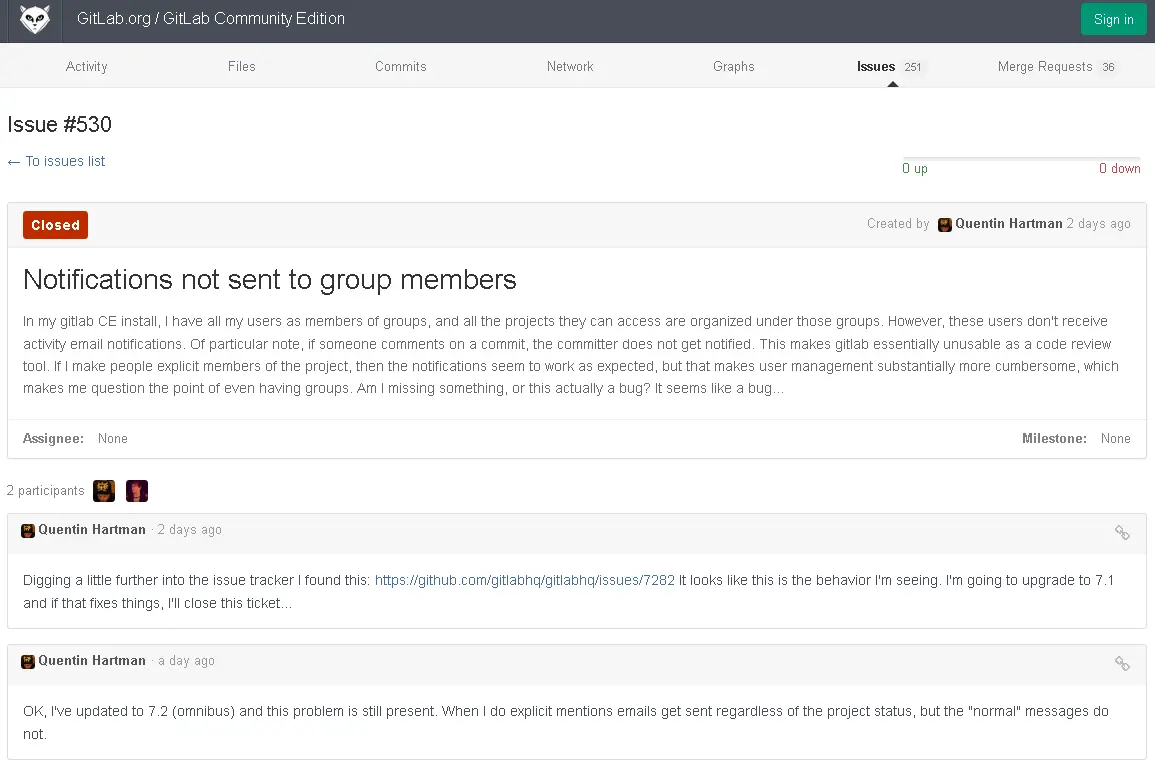 GitLab.org / GitLab Community Edition
Sign in
Activity
Files
Commits
Network
Graphs
Issues 251
Merge Requests 36
Issue #530
← To issues list
0 up
0 down
Closed
Created by Quentin Hartman 2 days ago
Notifications not sent to group members
In my gitlab CE install, I have all my users as members of groups, and all the projects they can access are organized under those groups. However, these users don't receive
activity email notifications. Of particular note, if someone comments on a commit, the committer does not get notified. This makes gitlab essentially unusable as a code review
tool. If I make people explicit members of the project, then the notifications seem to work as expected, but that makes user management substantially more cumbersome, which
makes me question the point of even having groups. Am I missing something, or this actually a bug? It seems like a bug...
Assignee: None
Milestone: None
2 participants
Quentin Hartman · 2 days ago
Digging a little further into the issue tracker I found this: https://github.com/gitlabhq/gitlabhq/issues/7282 It looks like this is the behavior I'm seeing. I'm going to upgrade to 7.1
and if that fixes things, I'll close this ticket...
Quentin Hartman · a day ago
OK, I've updated to 7.2 (omnibus) and this problem is still present. When I do explicit mentions emails get sent regardless of the project status, but the "normal" messages do
not.